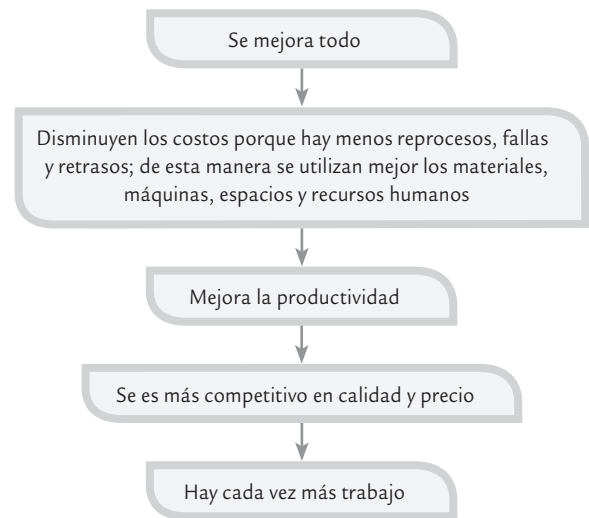 Se mejora todo
Disminuyen los costos porque hay menos reprocesos, fallas
y retrasos; de esta manera se utilizan mejor los materiales,
máquinas, espacios y recursos humanos
Mejora la productividad
Se es más competitivo en calidad y precio
Hay cada vez más trabajo